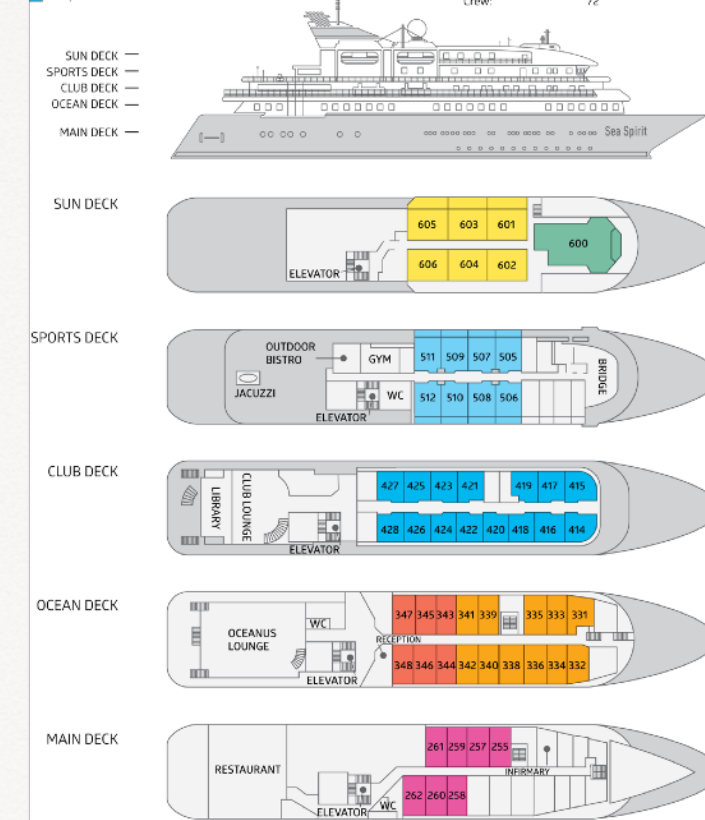 Crew: 72
SUN DECK
SPORTS DECK
CLUB DECK
OCEAN DECK
MAIN DECK
Sea Spirit
SUN DECK
605 603 601
600
606 604 602
ELEVATOR
SPORTS DECK
OUTDOOR
BISTRO
GYM
511 509 507 505
BRIDGE
JACUZZI
WC
512 510 508 506
ELEVATOR
CLUB DECK
LIBRARY
CLUB LOUNGE
427 425 423 421 419 417 415
428 426 424 422 420 418 416 414
ELEVATOR
OCEAN DECK
347 345 343 341 339 335 333 331
WC
OCEANUS
LOUNGE
RECEPTION
348 346 344 342 340 338 336 334 332
ELEVATOR
MAIN DECK
261 259 257 255
RESTAURANT
INFIRMARY
262 260 258
WC
ELEVATOR